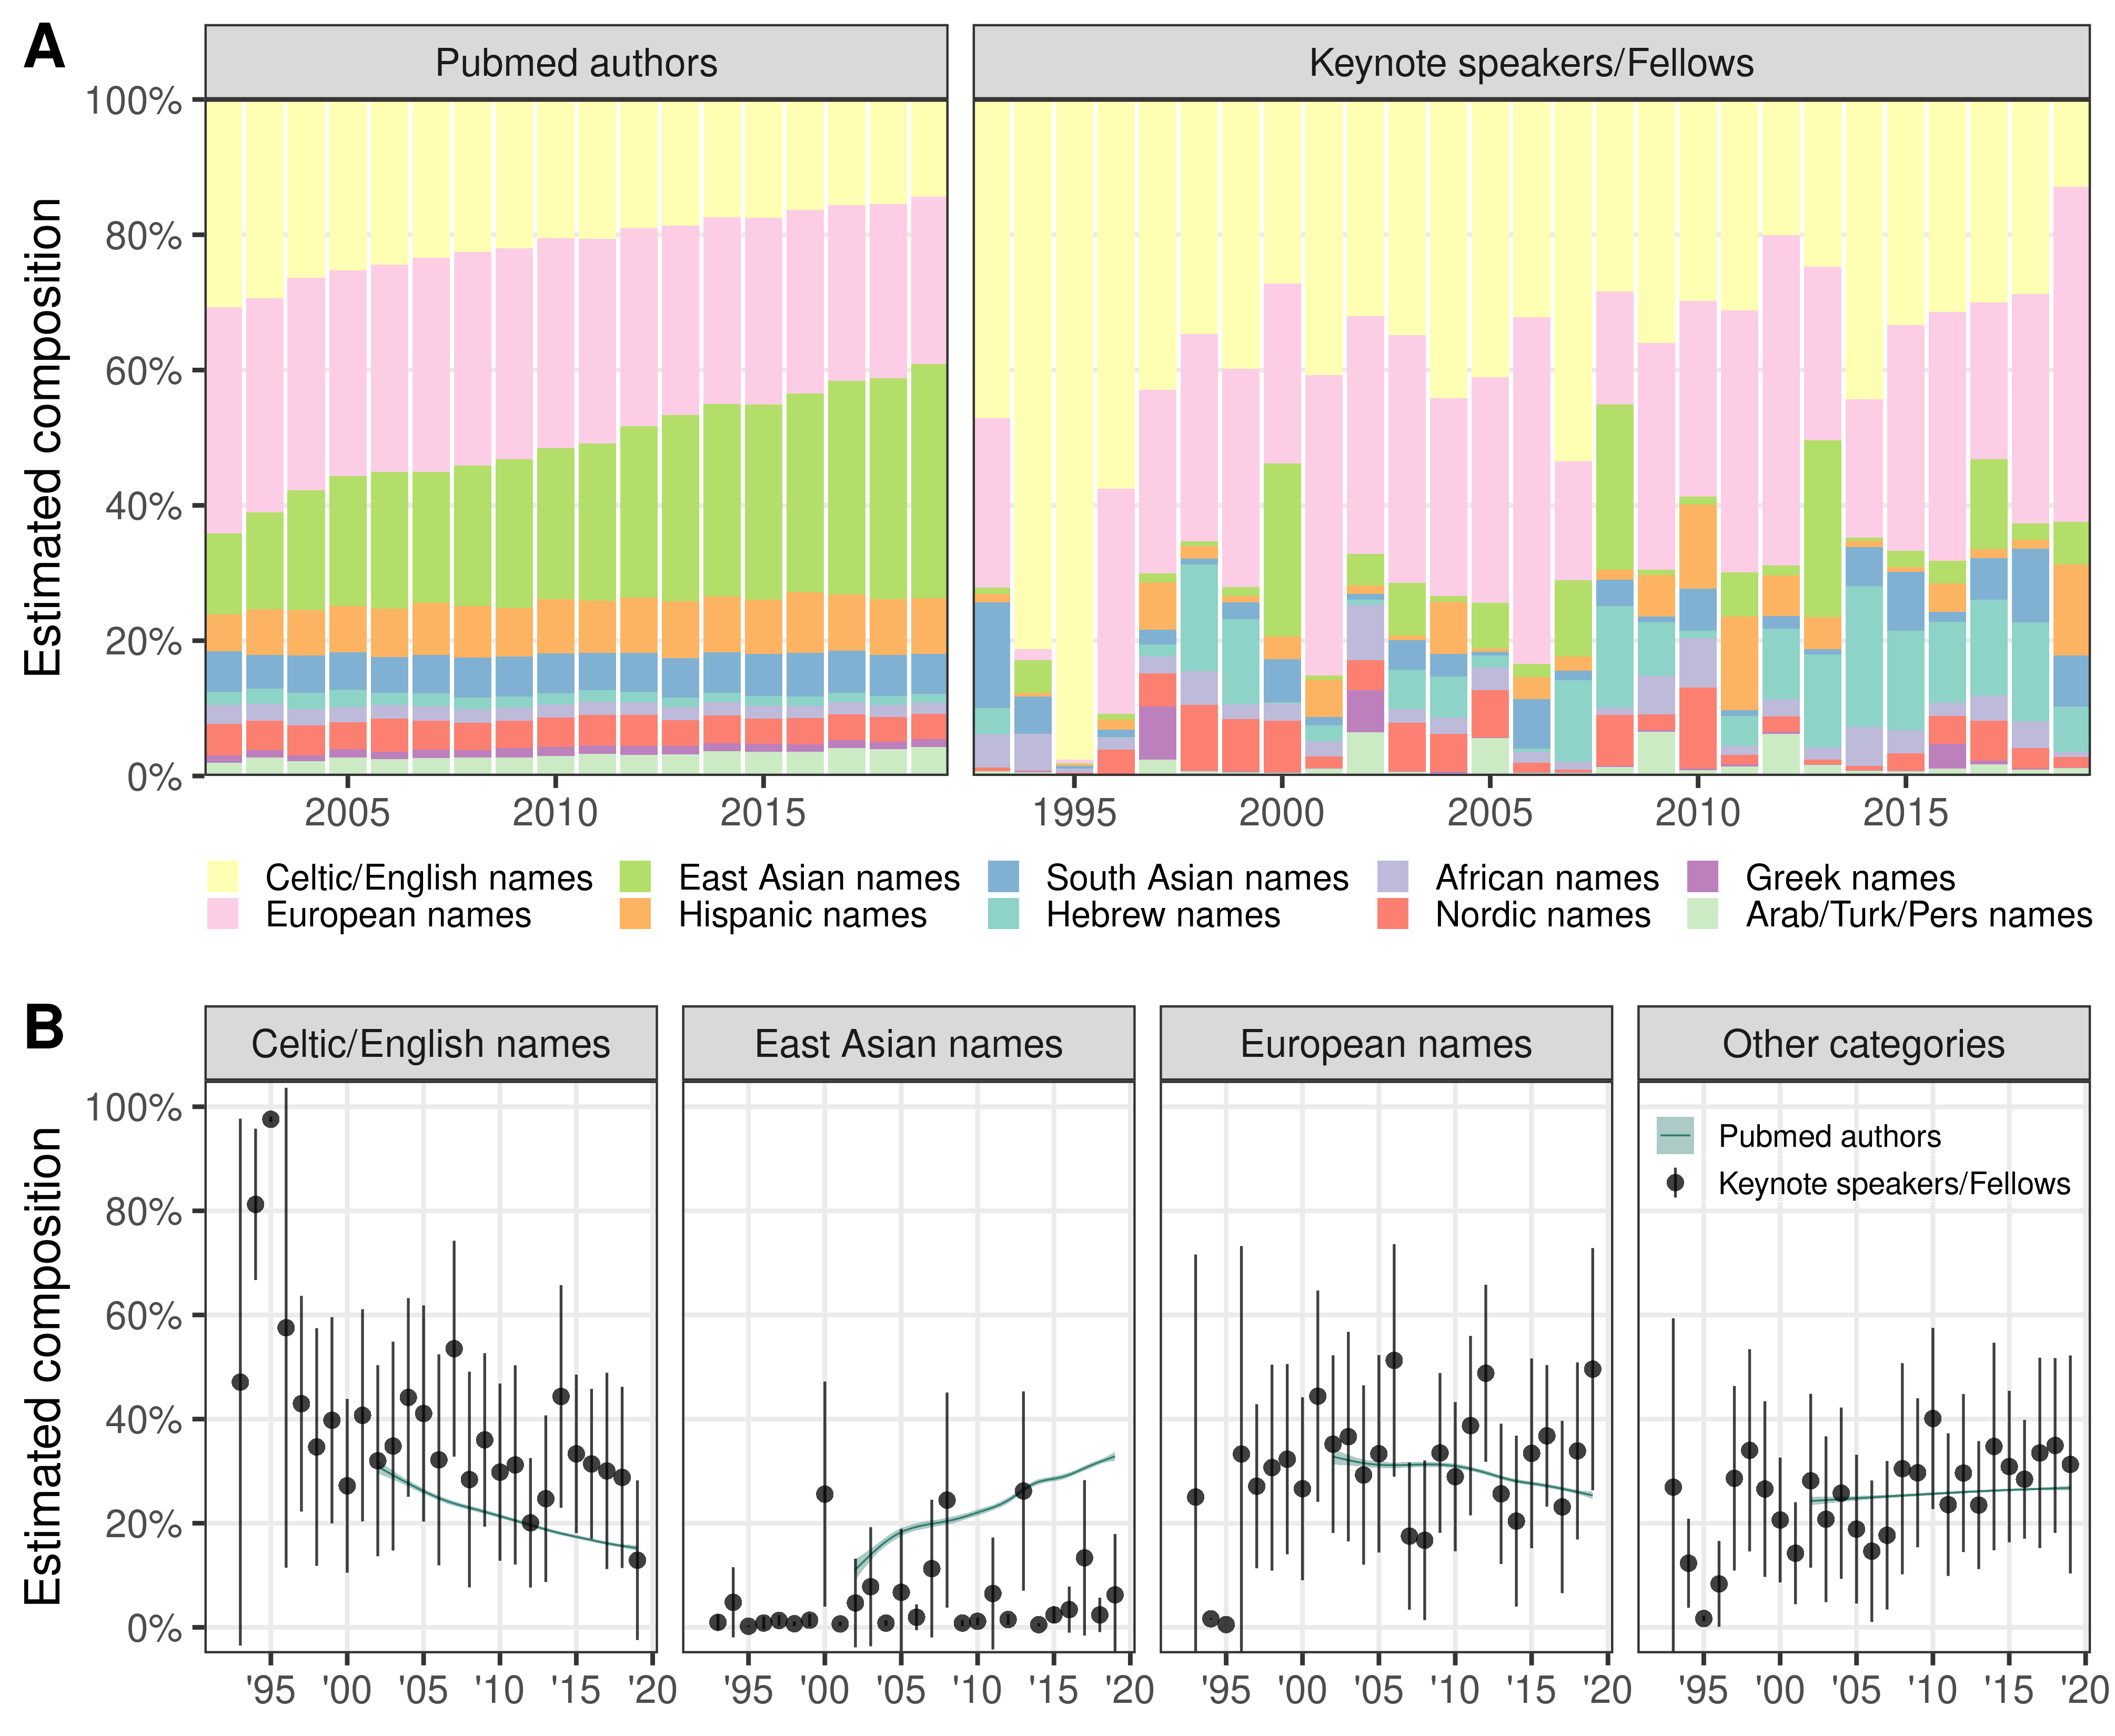 A
Pubmed authors
Keynote speakers/Fellows
Estimated composition
100%
80%
60%
40%
20%
0%
2005 2010 2015
1995 2000 2005 2010 2015
Celtic/English names East Asian names South Asian names African names Greek names
European names Hispanic names Hebrew names Nordic names Arab/Turk/Pers names
B
Celtic/English names East Asian names European names Other categories
Estimated composition
100%
80%
60%
40%
20%
0%
Pubmed authors
Keynote speakers/Fellows
'95 '00 '05 '10 '15 '20
'95 '00 '05 '10 '15 '20
'95 '00 '05 '10 '15 '20
'95 '00 '05 '10 '15 '20